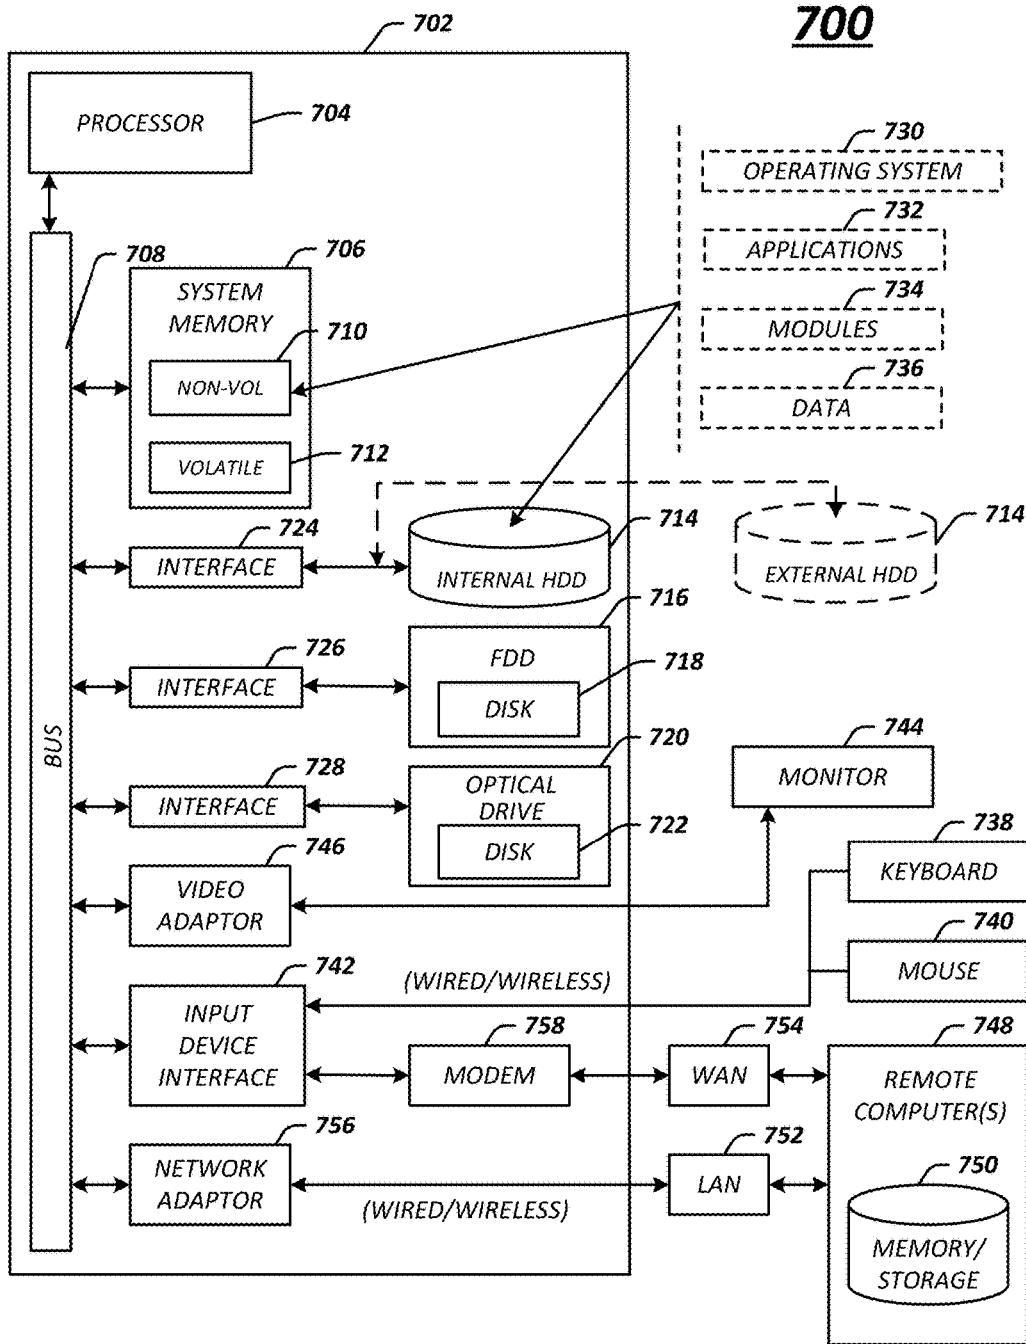 700
702
PROCESSOR
704
730
OPERATING SYSTEM
732
APPLICATIONS
734
MODULES
736
DATA
708
706
SYSTEM
MEMORY
710
NON-VOL
712
VOLATILE
724
INTERFACE
714
INTERNAL HDD
714
EXTERNAL HDD
716
FDD
726
INTERFACE
718
DISK
BUS
720
OPTICAL
DRIVE
728
INTERFACE
722
DISK
744
MONITOR
746
VIDEO
ADAPTOR
738
KEYBOARD
740
MOUSE
742
INPUT
DEVICE
INTERFACE
(WIRED/WIRELESS)
758
MODEM
754
WAN
748
REMOTE
COMPUTER(S)
756
NETWORK
ADAPTOR
(WIRED/WIRELESS)
752
LAN
750
MEMORY/
STORAGE